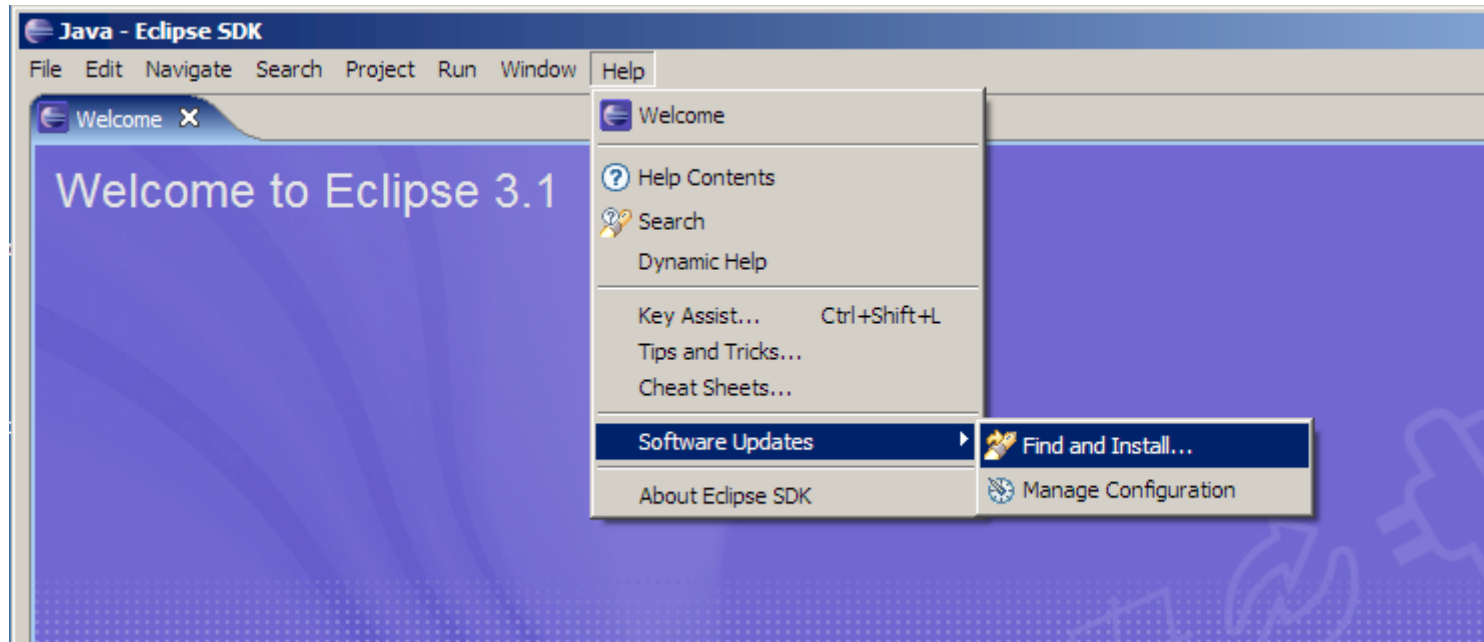 Java - Eclipse SDK
File Edit Navigate Search Project Run Window Help
Welcome
Welcome to Eclipse 3.1
Welcome
Help Contents
Search
Dynamic Help
Key Assist... Ctrl+Shift+L
Tips and Tricks...
Cheat Sheets...
Software Updates
About Eclipse SDK
Find and Install...
Manage Configuration